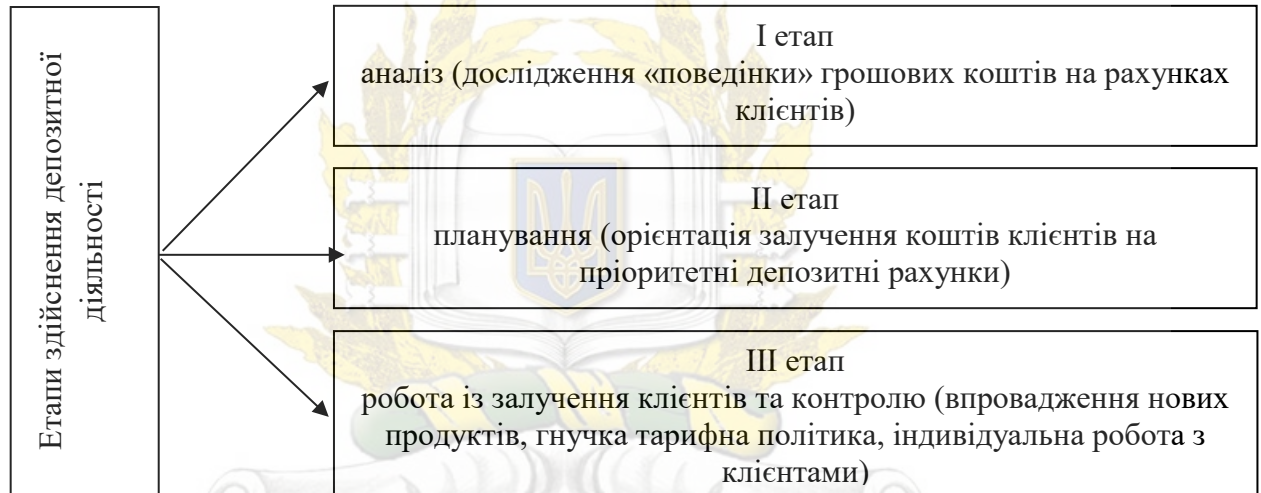 Етапи здійснення депозитної
діяльності
І етап
аналіз (дослідження «поведінки» грошових коштів на рахунках
клієнтів)
ІІ етап
планування (орієнтація залучення коштів клієнтів на
пріоритетні депозитні рахунки)
ІІІ етап
робота із залучення клієнтів та контролю (впровадження нових
продуктів, гнучка тарифна політика, індивідуальна робота з
клієнтами)